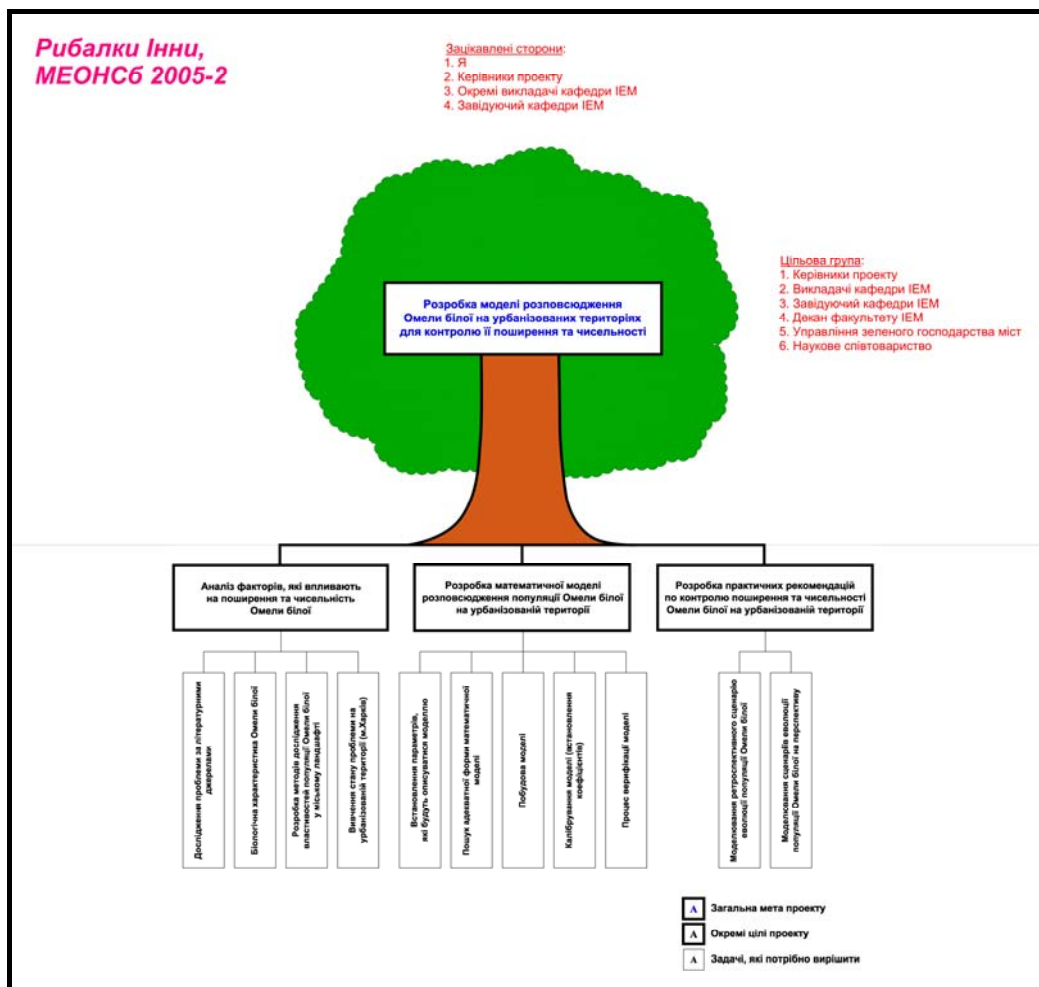 Рибалки Інни,
МЕОНСб 2005-2
Зацікавлені сторони:
1. Я
2. Керівники проекту
3. Окремі викладачі кафедри ІЕМ
4. Завідуючий кафедри ІЕМ
Цільова група:
1. Керівники проекту
2. Викладачі кафедри ІЕМ
3. Завідуючий кафедри ІЕМ
4. Декан факультету ІЕМ
5. Управління зеленого господарства міст
6. Наукове співтовариство
Розробка моделі розповсюдження
Омели білої на урбанізованих територіях
для контролю її поширення та чисельності
Аналіз факторів, які впливають
на поширення та чисельність
Омели білої
Розробка математичної моделі
розповсюдження популяції Омели білої
на урбанізованій території
Розробка практичних рекомендацій
по контролю поширення та чисельності
Омели білої на урбанізованій території
Дослідження проблеми за літературними
джерелами
Біологічна характеристика Омели білої
Розробка методів дослідження
властивостей популяції Омели білої
у міському ландшафті
Вивчення стану проблеми на
урбанізованій території (м.Харків)
Встановлення параметрів,
які будуть описуватися моделлю
Пошук адекватної форми математичної
моделі
Побудова моделі
Калібрування моделі (встановлення
коефіцієнтів)
Процес верифікації моделі
Моделювання ретроспективного сценарію
еволюції популяції Омели білої
Моделювання сценаріїв еволюції
популяції Омели білої на перспективу
А Загальна мета проекту
А Окремі цілі проекту
А Задачі, які потрібно вирішити